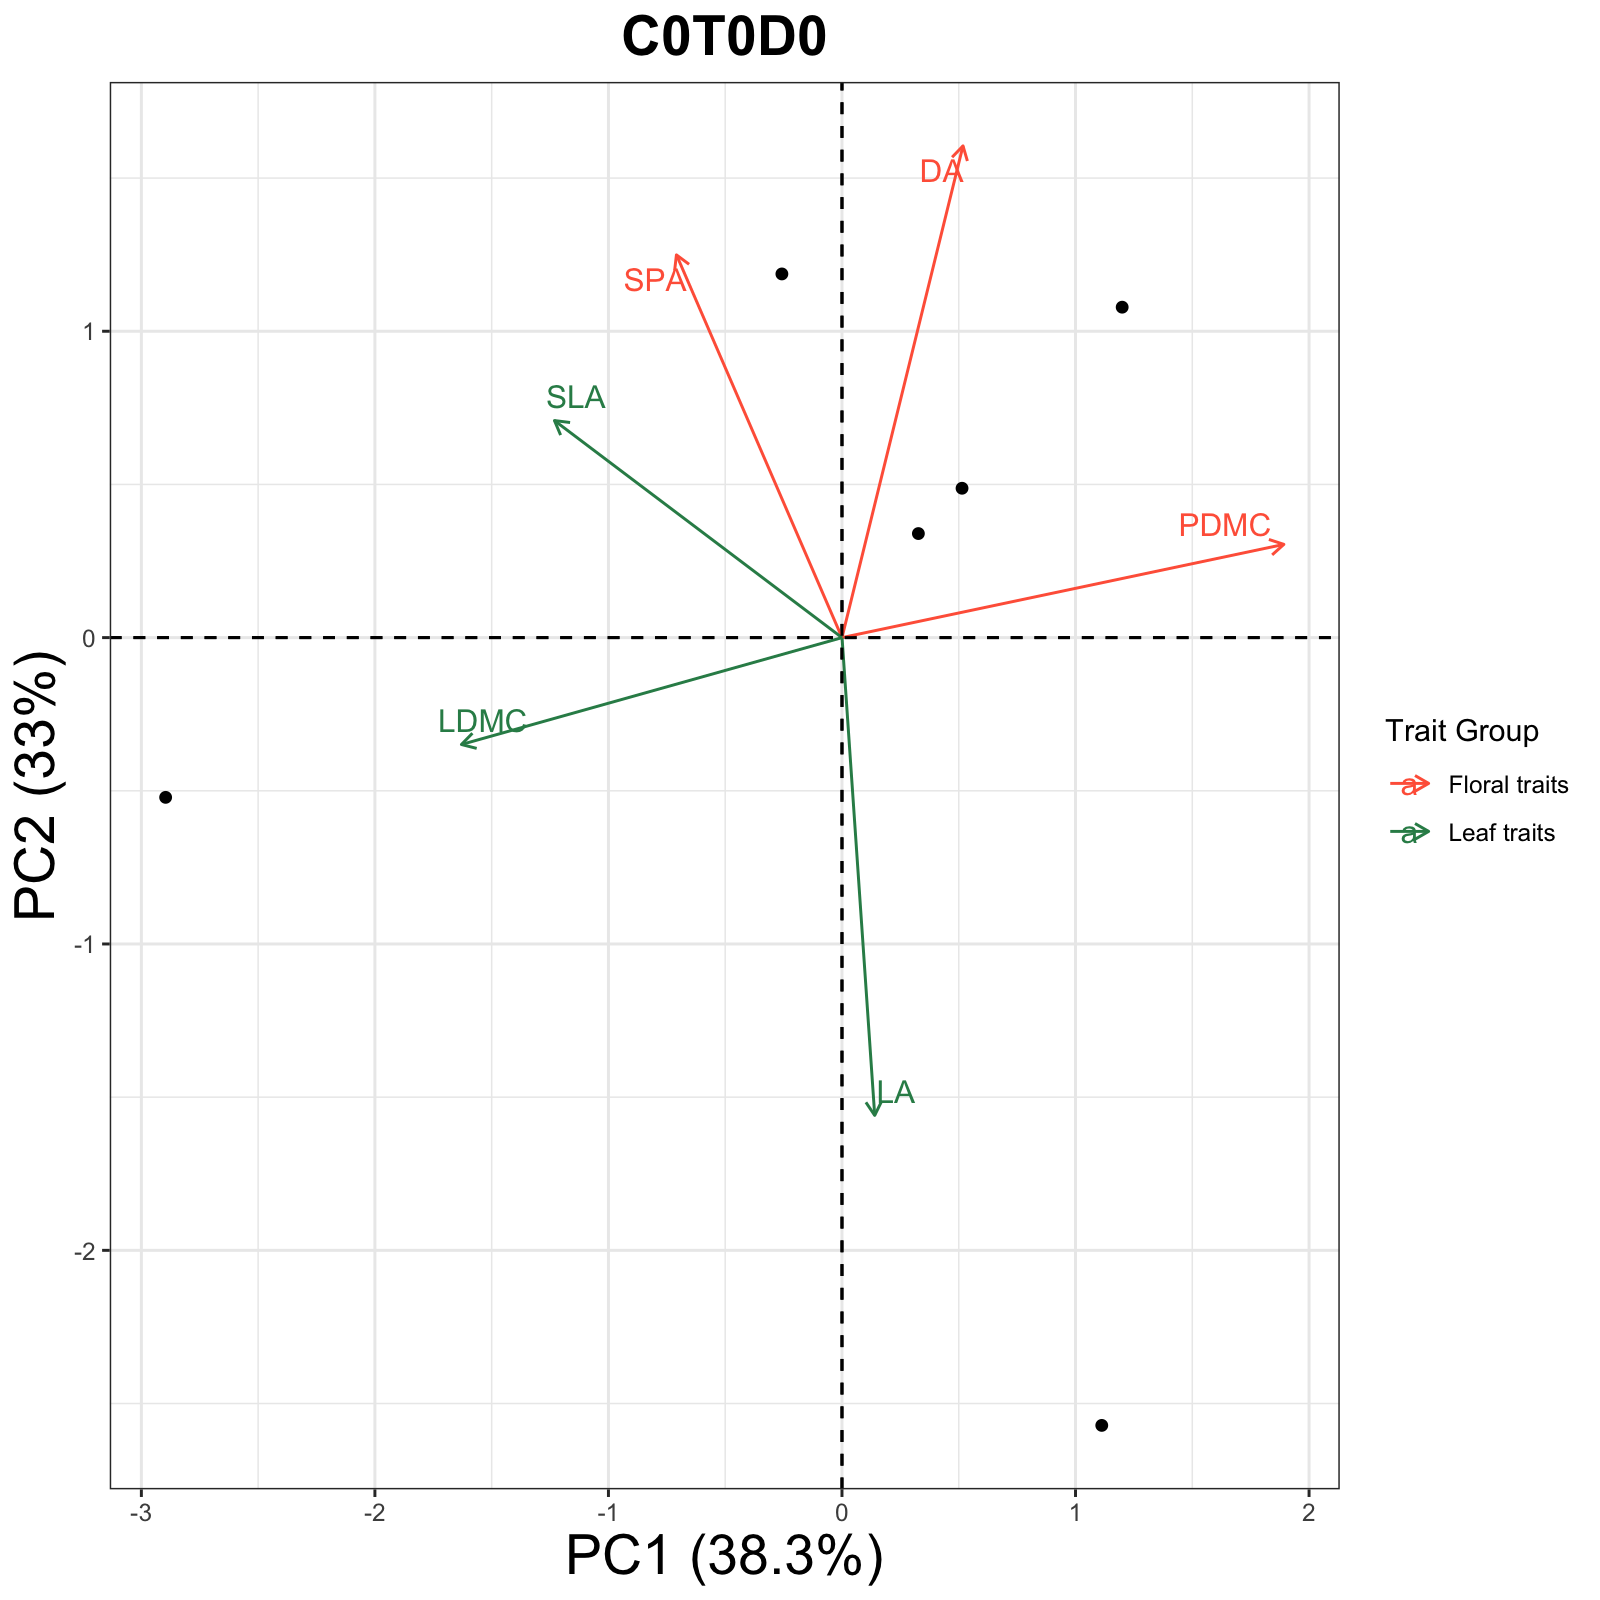 C0T0D0
DA
SPA
SLA
PDMC
LDMC
LA
1
0
-1
-2
-3
-2
-1
0
1
2
PC1 (38.3%)
PC2 (33%)
Trait Group
a Floral traits
a Leaf traits